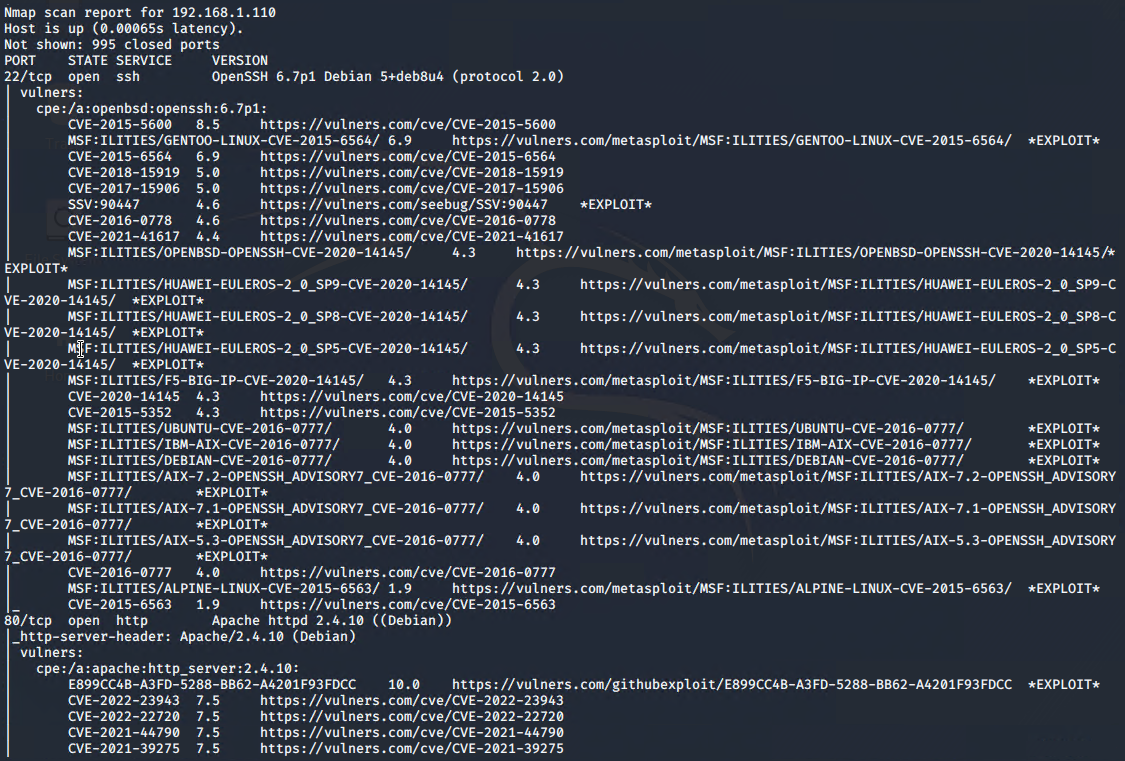 Nmap scan report for 192.168.1.110
Host is up (0.00065s latency).
Not shown: 995 closed ports
PORT   STATE SERVICE     VERSION
22/tcp open  ssh         OpenSSH 6.7p1 Debian 5+deb8u4 (protocol 2.0)
| vulners:
|   cpe:/a:openbsd:openssh:6.7p1:
|       CVE-2015-5600   8.5     https://vulners.com/cve/CVE-2015-5600
|       MSF:ILITIES/GENTOO-LINUX-CVE-2015-6564/ 6.9     https://vulners.com/metasploit/MSF:ILITIES/GENTOO-LINUX-CVE-2015-6564/  *EXPLOIT*
|       CVE-2015-6564   6.9     https://vulners.com/cve/CVE-2015-6564
|       CVE-2018-15919  5.0     https://vulners.com/cve/CVE-2018-15919
|       CVE-2017-15906  5.0     https://vulners.com/cve/CVE-2017-15906
|       SSV:90447       4.6     https://vulners.com/seebug/SSV:90447    *EXPLOIT*
|       CVE-2016-0778   4.6     https://vulners.com/cve/CVE-2016-0778
|       CVE-2021-41617  4.4     https://vulners.com/cve/CVE-2021-41617
|       MSF:ILITIES/OPENBSD-OPENSSH-CVE-2020-14145/     4.3     https://vulners.com/metasploit/MSF:ILITIES/OPENBSD-OPENSSH-CVE-2020-14145/*
EXPLOIT*
|       MSF:ILITIES/HUAWEI-EULEROS-2_0_SP9-CVE-2020-14145/      4.3     https://vulners.com/metasploit/MSF:ILITIES/HUAWEI-EULEROS-2_0_SP9-C
VE-2020-14145/  *EXPLOIT*
|       MSF:ILITIES/HUAWEI-EULEROS-2_0_SP8-CVE-2020-14145/      4.3     https://vulners.com/metasploit/MSF:ILITIES/HUAWEI-EULEROS-2_0_SP8-C
VE-2020-14145/  *EXPLOIT*
|       MSF:ILITIES/HUAWEI-EULEROS-2_0_SP5-CVE-2020-14145/      4.3     https://vulners.com/metasploit/MSF:ILITIES/HUAWEI-EULEROS-2_0_SP5-C
VE-2020-14145/  *EXPLOIT*
|       MSF:ILITIES/F5-BIG-IP-CVE-2020-14145/   4.3     https://vulners.com/metasploit/MSF:ILITIES/F5-BIG-IP-CVE-2020-14145/    *EXPLOIT*
|       CVE-2020-14145  4.3     https://vulners.com/cve/CVE-2020-14145
|       CVE-2015-5352   4.3     https://vulners.com/cve/CVE-2015-5352
|       MSF:ILITIES/UBUNTU-CVE-2016-0777/       4.0     https://vulners.com/metasploit/MSF:ILITIES/UBUNTU-CVE-2016-0777/        *EXPLOIT*
|       MSF:ILITIES/IBM-AIX-CVE-2016-0777/      4.0     https://vulners.com/metasploit/MSF:ILITIES/IBM-AIX-CVE-2016-0777/       *EXPLOIT*
|       MSF:ILITIES/DEBIAN-CVE-2016-0777/       4.0     https://vulners.com/metasploit/MSF:ILITIES/DEBIAN-CVE-2016-0777/        *EXPLOIT*
|       MSF:ILITIES/AIX-7.2-OPENSSH_ADVISORY7_CVE-2016-0777/    4.0     https://vulners.com/metasploit/MSF:ILITIES/AIX-7.2-OPENSSH_ADVISORY
7_CVE-2016-0777/        *EXPLOIT*
|       MSF:ILITIES/AIX-7.1-OPENSSH_ADVISORY7_CVE-2016-0777/    4.0     https://vulners.com/metasploit/MSF:ILITIES/AIX-7.1-OPENSSH_ADVISORY
7_CVE-2016-0777/        *EXPLOIT*
|       MSF:ILITIES/AIX-5.3-OPENSSH_ADVISORY7_CVE-2016-0777/    4.0     https://vulners.com/metasploit/MSF:ILITIES/AIX-5.3-OPENSSH_ADVISORY
7_CVE-2016-0777/        *EXPLOIT*
|       CVE-2016-0777   4.0     https://vulners.com/cve/CVE-2016-0777
|       MSF:ILITIES/ALPINE-LINUX-CVE-2015-6563/ 1.9     https://vulners.com/metasploit/MSF:ILITIES/ALPINE-LINUX-CVE-2015-6563/  *EXPLOIT*
|_      CVE-2015-6563   1.9     https://vulners.com/cve/CVE-2015-6563
80/tcp  open  http        Apache httpd 2.4.10 ((Debian))
|_http-server-header: Apache/2.4.10 (Debian)
| vulners:
|   cpe:/a:apache:http_server:2.4.10:
|       E899CC4B-A3FD-5288-BB62-A4201F93FDCC    10.0    https://vulners.com/githubexploit/E899CC4B-A3FD-5288-BB62-A4201F93FDCC  *EXPLOIT*
|       CVE-2022-23943  7.5     https://vulners.com/cve/CVE-2022-23943
|       CVE-2022-22720  7.5     https://vulners.com/cve/CVE-2022-22720
|       CVE-2021-44790  7.5     https://vulners.com/cve/CVE-2021-44790
|       CVE-2021-39275  7.5     https://vulners.com/cve/CVE-2021-39275